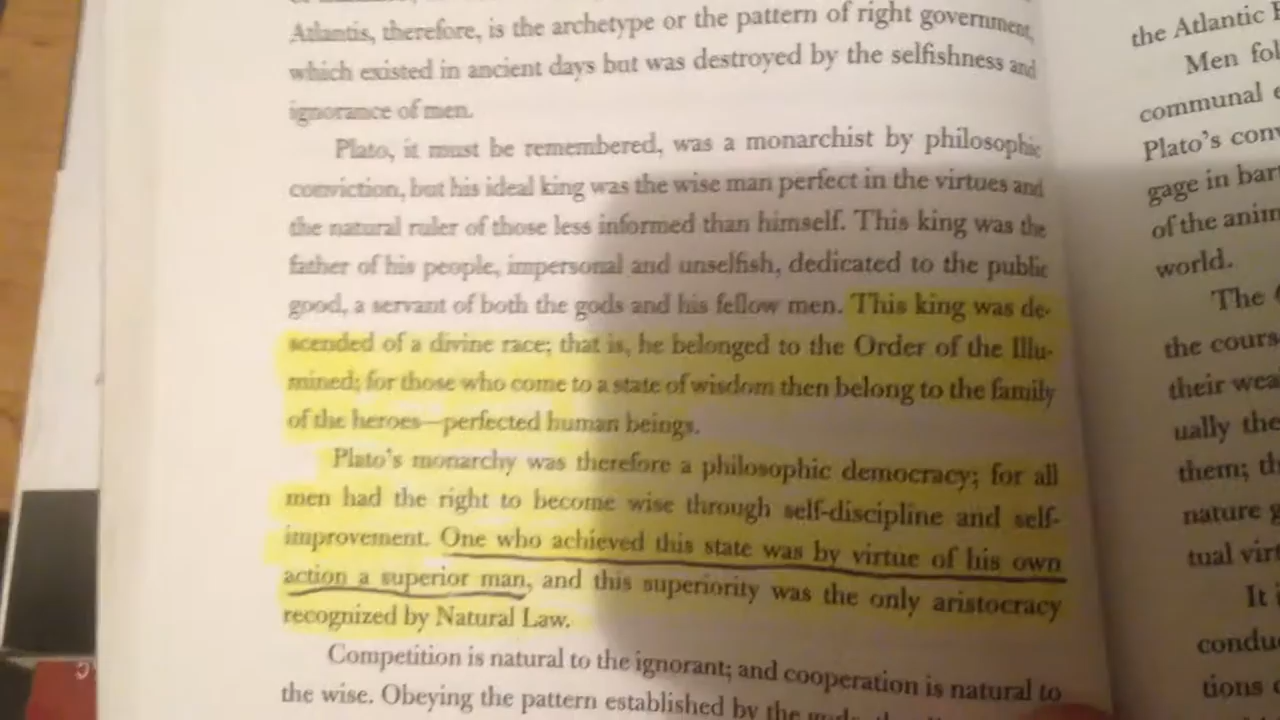 Atlantis, therefore, is the archetype or the pattern of right government,
which existed in ancient days but was destroyed by the selfishness and
ignorance of men.
Plato, it must be remembered, was a monarchist by philosophic
conviction, but his ideal king was the wise man perfect in the virtues and
the natural ruler of those less informed than himself. This king was the
father of his people, impersonal and unselfish, dedicated to the public
good, a servant of both the gods and his fellow men. This king was de-
scended of a divine race; that is, he belonged to the Order of the Illu-
mined; for those who come to a state of wisdom then belong to the family
of the heroes—perfected human beings.
Plato's monarchy was therefore a philosophic democracy; for all
men had the right to become wise through self-discipline and self-
improvement. One who achieved this state was by virtue of his own
action a superior man, and this superiority was the only aristocracy
recognized by Natural Law.
Competition is natural to the ignorant; and cooperation is natural to
the wise. Obeying the pattern established by the
the Atlantic
Men
communal
Plato's
gage in
of the
world.
The
the
their
ually the
them;
nature
tual
It
tions